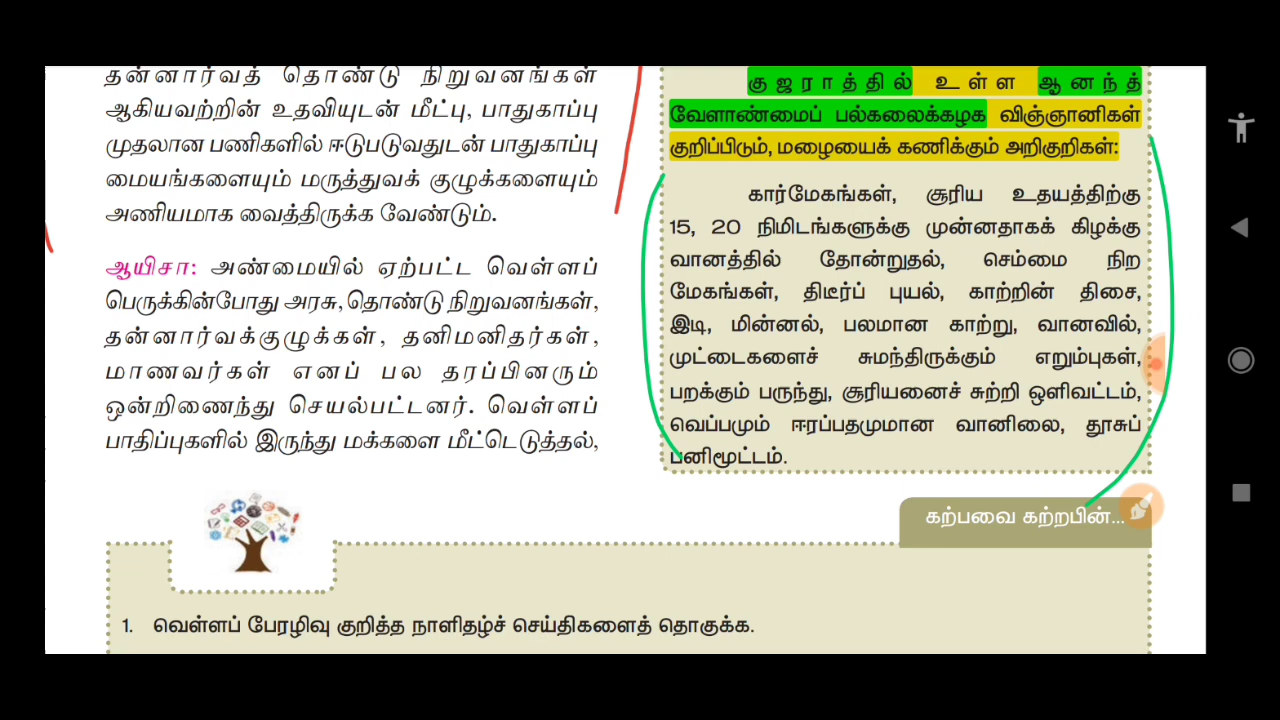 தன்னார்வத் தொண்டு நிறுவனங்கள்
ஆகியவற்றின் உதவியுடன் மீட்பு, பாதுகாப்பு
முதலான பணிகளில் ஈடுபடுவதுடன் பாதுகாப்பு
மையங்களையும் மருத்துவக் குழுக்களையும்
அணியமாக வைத்திருக்க வேண்டும்.
ஆயிசா: அண்மையில் ஏற்பட்ட வெள்ளப்
பெருக்கின்போது அரசு, தொண்டு நிறுவனங்கள்,
தன்னார்வக்குழுக்கள், தனிமனிதர்கள்,
மாணவர்கள் எனப் பல தரப்பினரும்
ஒன்றிணைந்து செயல்பட்டனர். வெள்ளப்
பாதிப்புகளில் இருந்து மக்களை மீட்டெடுத்தல்,
குஜராத்தில் உள்ள ஆனந்த்
வேளாண்மைப் பல்கலைக்கழக விஞ்ஞானிகள்
குறிப்பிடும், மழையைக் கணிக்கும் அறிகுறிகள்:
கார்மேகங்கள், சூரிய உதயத்திற்கு
15, 20 நிமிடங்களுக்கு முன்னதாகக் கிழக்கு
வானத்தில் தோன்றுதல், செம்மை நிற
மேகங்கள், திடீர்ப் புயல், காற்றின் திசை,
இடி, மின்னல், பலமான காற்று, வானவில்,
முட்டைகளைச் சுமந்திருக்கும் எறும்புகள்,
பறக்கும் பருந்து, சூரியனைச் சுற்றி ஒளிவட்டம்,
வெப்பமும் ஈரப்பதமுமான வானிலை, தூசுப்
பனிமூட்டம்.
கற்பவை கற்றபின்...
1. வெள்ளப் பேரழிவு குறித்த நாளிதழ்ச் செய்திகளைத் தொகுக்க.